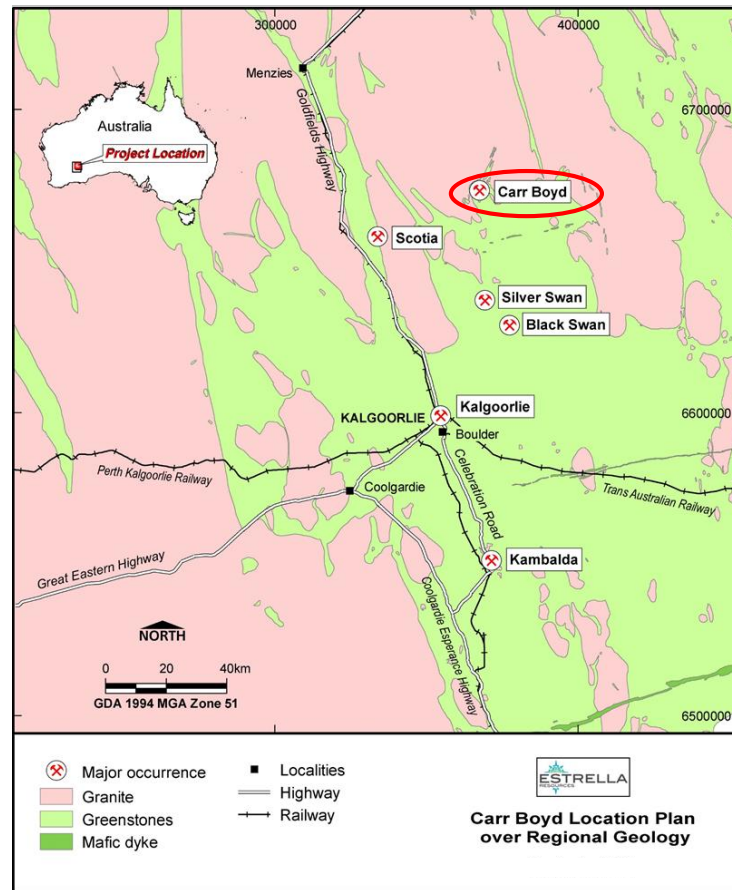 300000
400000
Menzies
Goldfields Highway
6700000
Australia
Project Location
Carr Boyd
Scotia
Silver Swan
Black Swan
KALGOORLIE
Kalgoorlie
6600000
Boulder
Perth Kalgoorlie Railway
Celebration Road
Coolgardie
Trans Australian Railway
Great Eastern Highway
Kambalda
Coolgardie Esperance Highway
NORTH
0 20 40km
GDA 1994 MGA Zone 51
6500000
Major occurrence
Granite
Greenstones
Mafic dyke
Localities
Highway
Railway
ESTRELLA
RESOURCES
Carr Boyd Location Plan
over Regional Geology